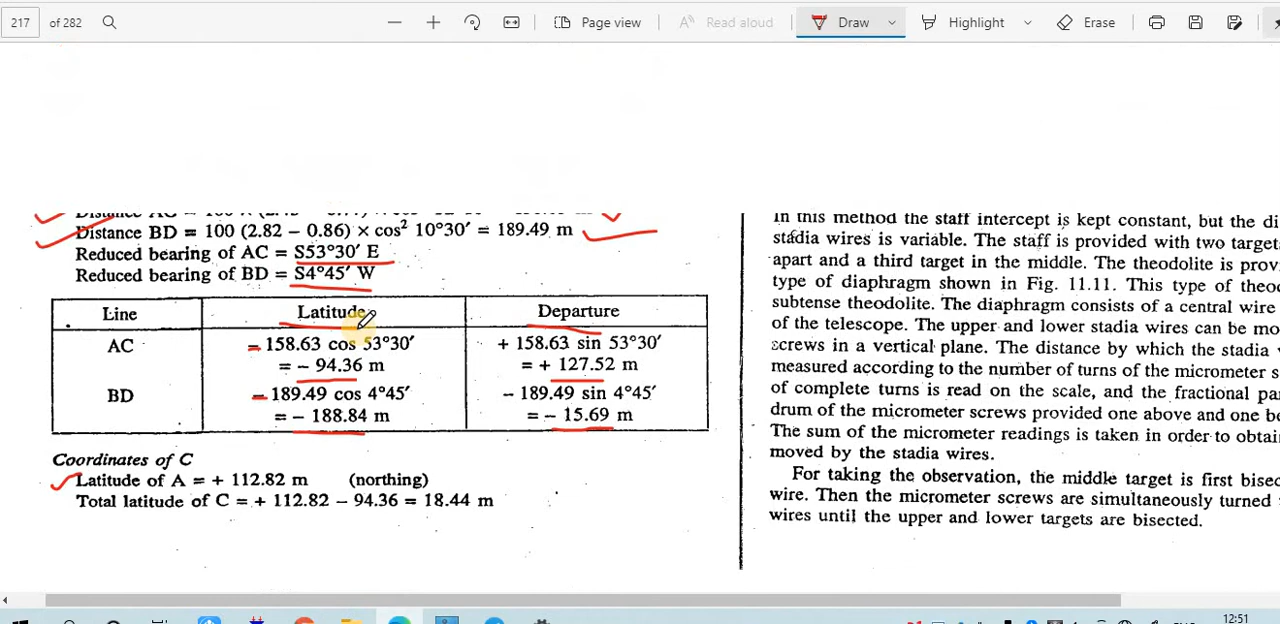 217 of 282 Page view Read aloud Draw Highlight Erase
Distance BD = 100 (2.82 − 0.86) × cos² 10°30′ = 189.49 m
Reduced bearing of AC = S53°30′ E
Reduced bearing of BD = S4°45′ W
Line Latitude Departure
AC − 158.63 cos 53°30′ + 158.63 sin 53°30′
= − 94.36 m = + 127.52 m
BD − 189.49 cos 4°45′ − 189.49 sin 4°45′
= − 188.84 m = − 15.69 m
Coordinates of C
Latitude of A = + 112.82 m (northing)
Total latitude of C = + 112.82 − 94.36 = 18.44 m
In this method the staff intercept is kept constant, but the di
stadia wires is variable. The staff is provided with two target
apart and a third target in the middle. The theodolite is prov
type of diaphragm shown in Fig. 11.11. This type of theo
subtense theodolite. The diaphragm consists of a central wire
of the telescope. The upper and lower stadia wires can be mo
screws in a vertical plane. The distance by which the stadia
measured according to the number of turns of the micrometer s
of complete turns is read on the scale, and the fractional pa
drum of the micrometer screws provided one above and one be
The sum of the micrometer readings is taken in order to obtai
moved by the stadia wires.
For taking the observation, the middle target is first bisec
wire. Then the micrometer screws are simultaneously turned
wires until the upper and lower targets are bisected.
12:51